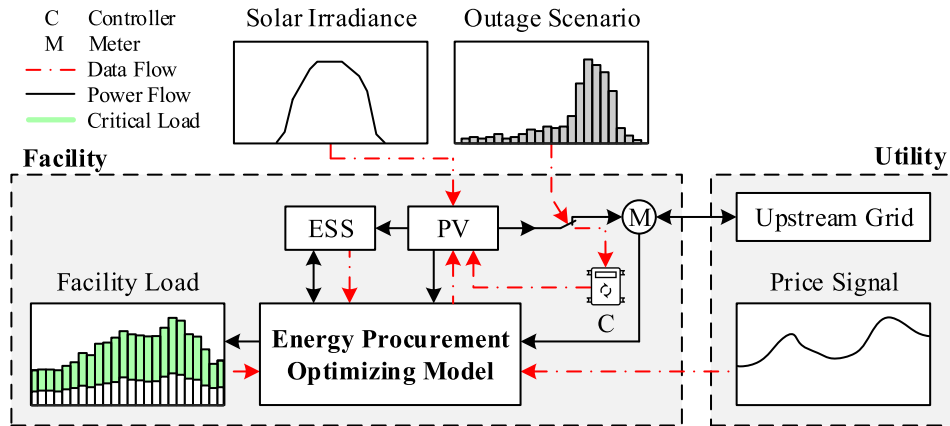 C Controller
M Meter
Data Flow
Power Flow
Critical Load
Solar Irradiance
Outage Scenario
Facility
Utility
ESS
PV
M
Upstream Grid
C
Facility Load
Price Signal
Energy Procurement
Optimizing Model